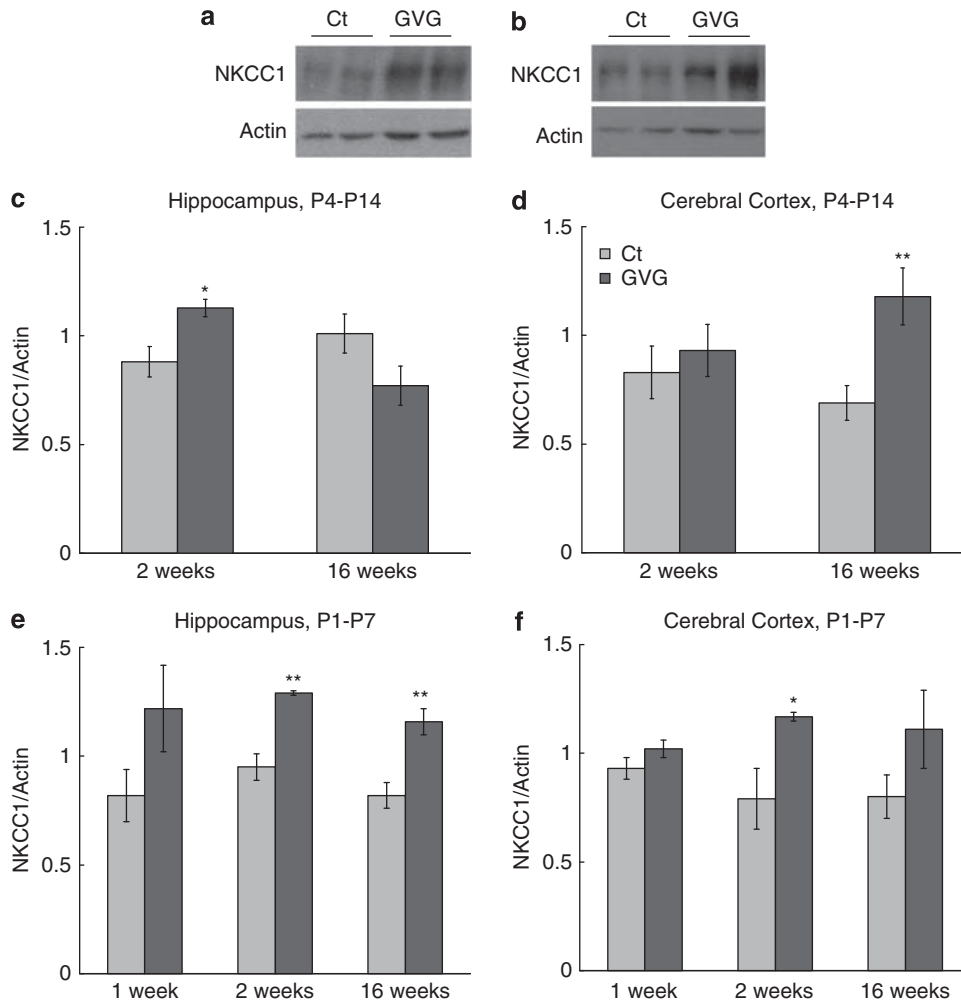 a
Ct GVG
NKCC1
Actin
b
Ct GVG
NKCC1
Actin
c
Hippocampus, P4-P14
NKCC1/Actin
1.5
1
0.5
0
*
2 weeks 16 weeks
d
Cerebral Cortex, P4-P14
NKCC1/Actin
1.5
1
0.5
0
Ct
GVG
**
2 weeks 16 weeks
e
Hippocampus, P1-P7
NKCC1/Actin
1.5
1
0.5
0
** **
1 week 2 weeks 16 weeks
f
Cerebral Cortex, P1-P7
NKCC1/Actin
1.5
1
0.5
0
*
1 week 2 weeks 16 weeks